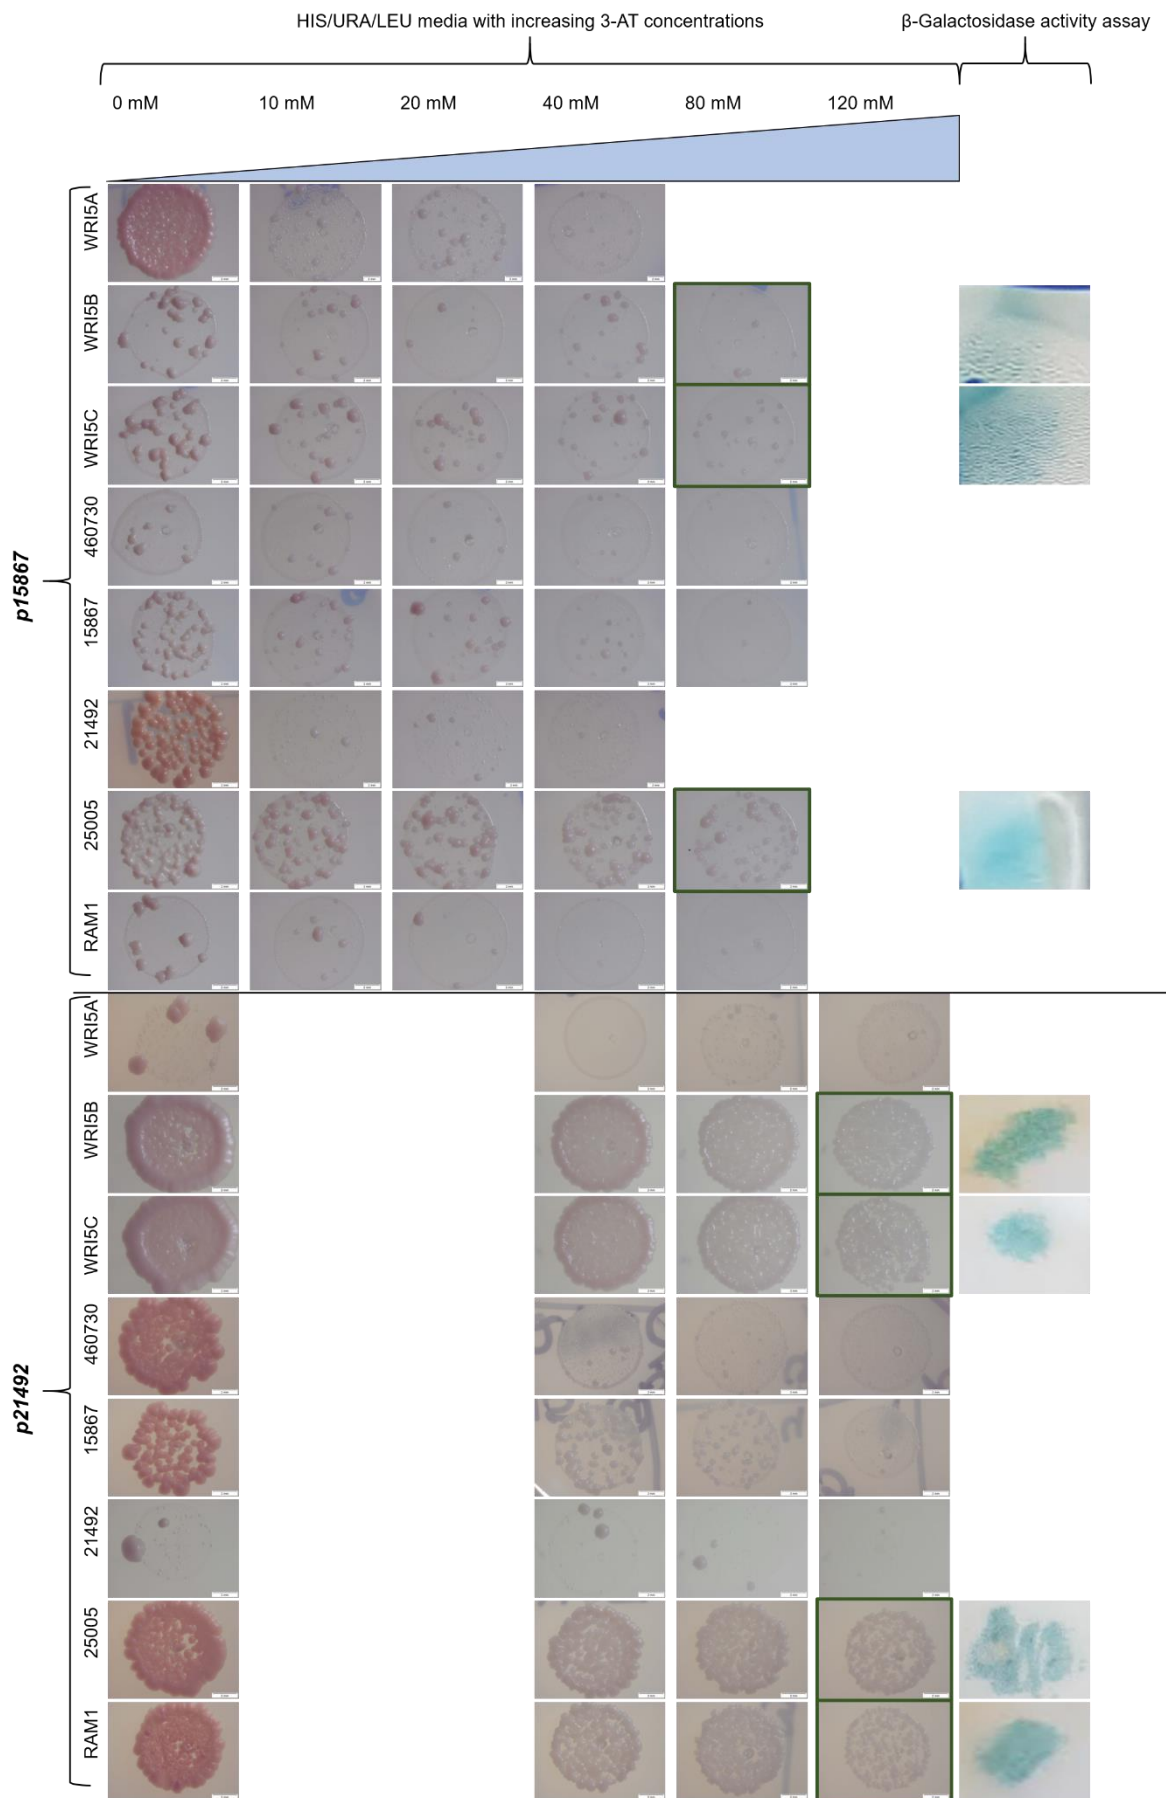 HIS/URA/LEU media with increasing 3-AT concentrations
β-Galactosidase activity assay
0 mM 10 mM 20 mM 40 mM 80 mM 120 mM
p15867
WRI5A
WRI5B
WRI5C
460730
15867
21492
25005
RAM1
p21492
WRI5A
WRI5B
WRI5C
460730
15867
21492
25005
RAM1